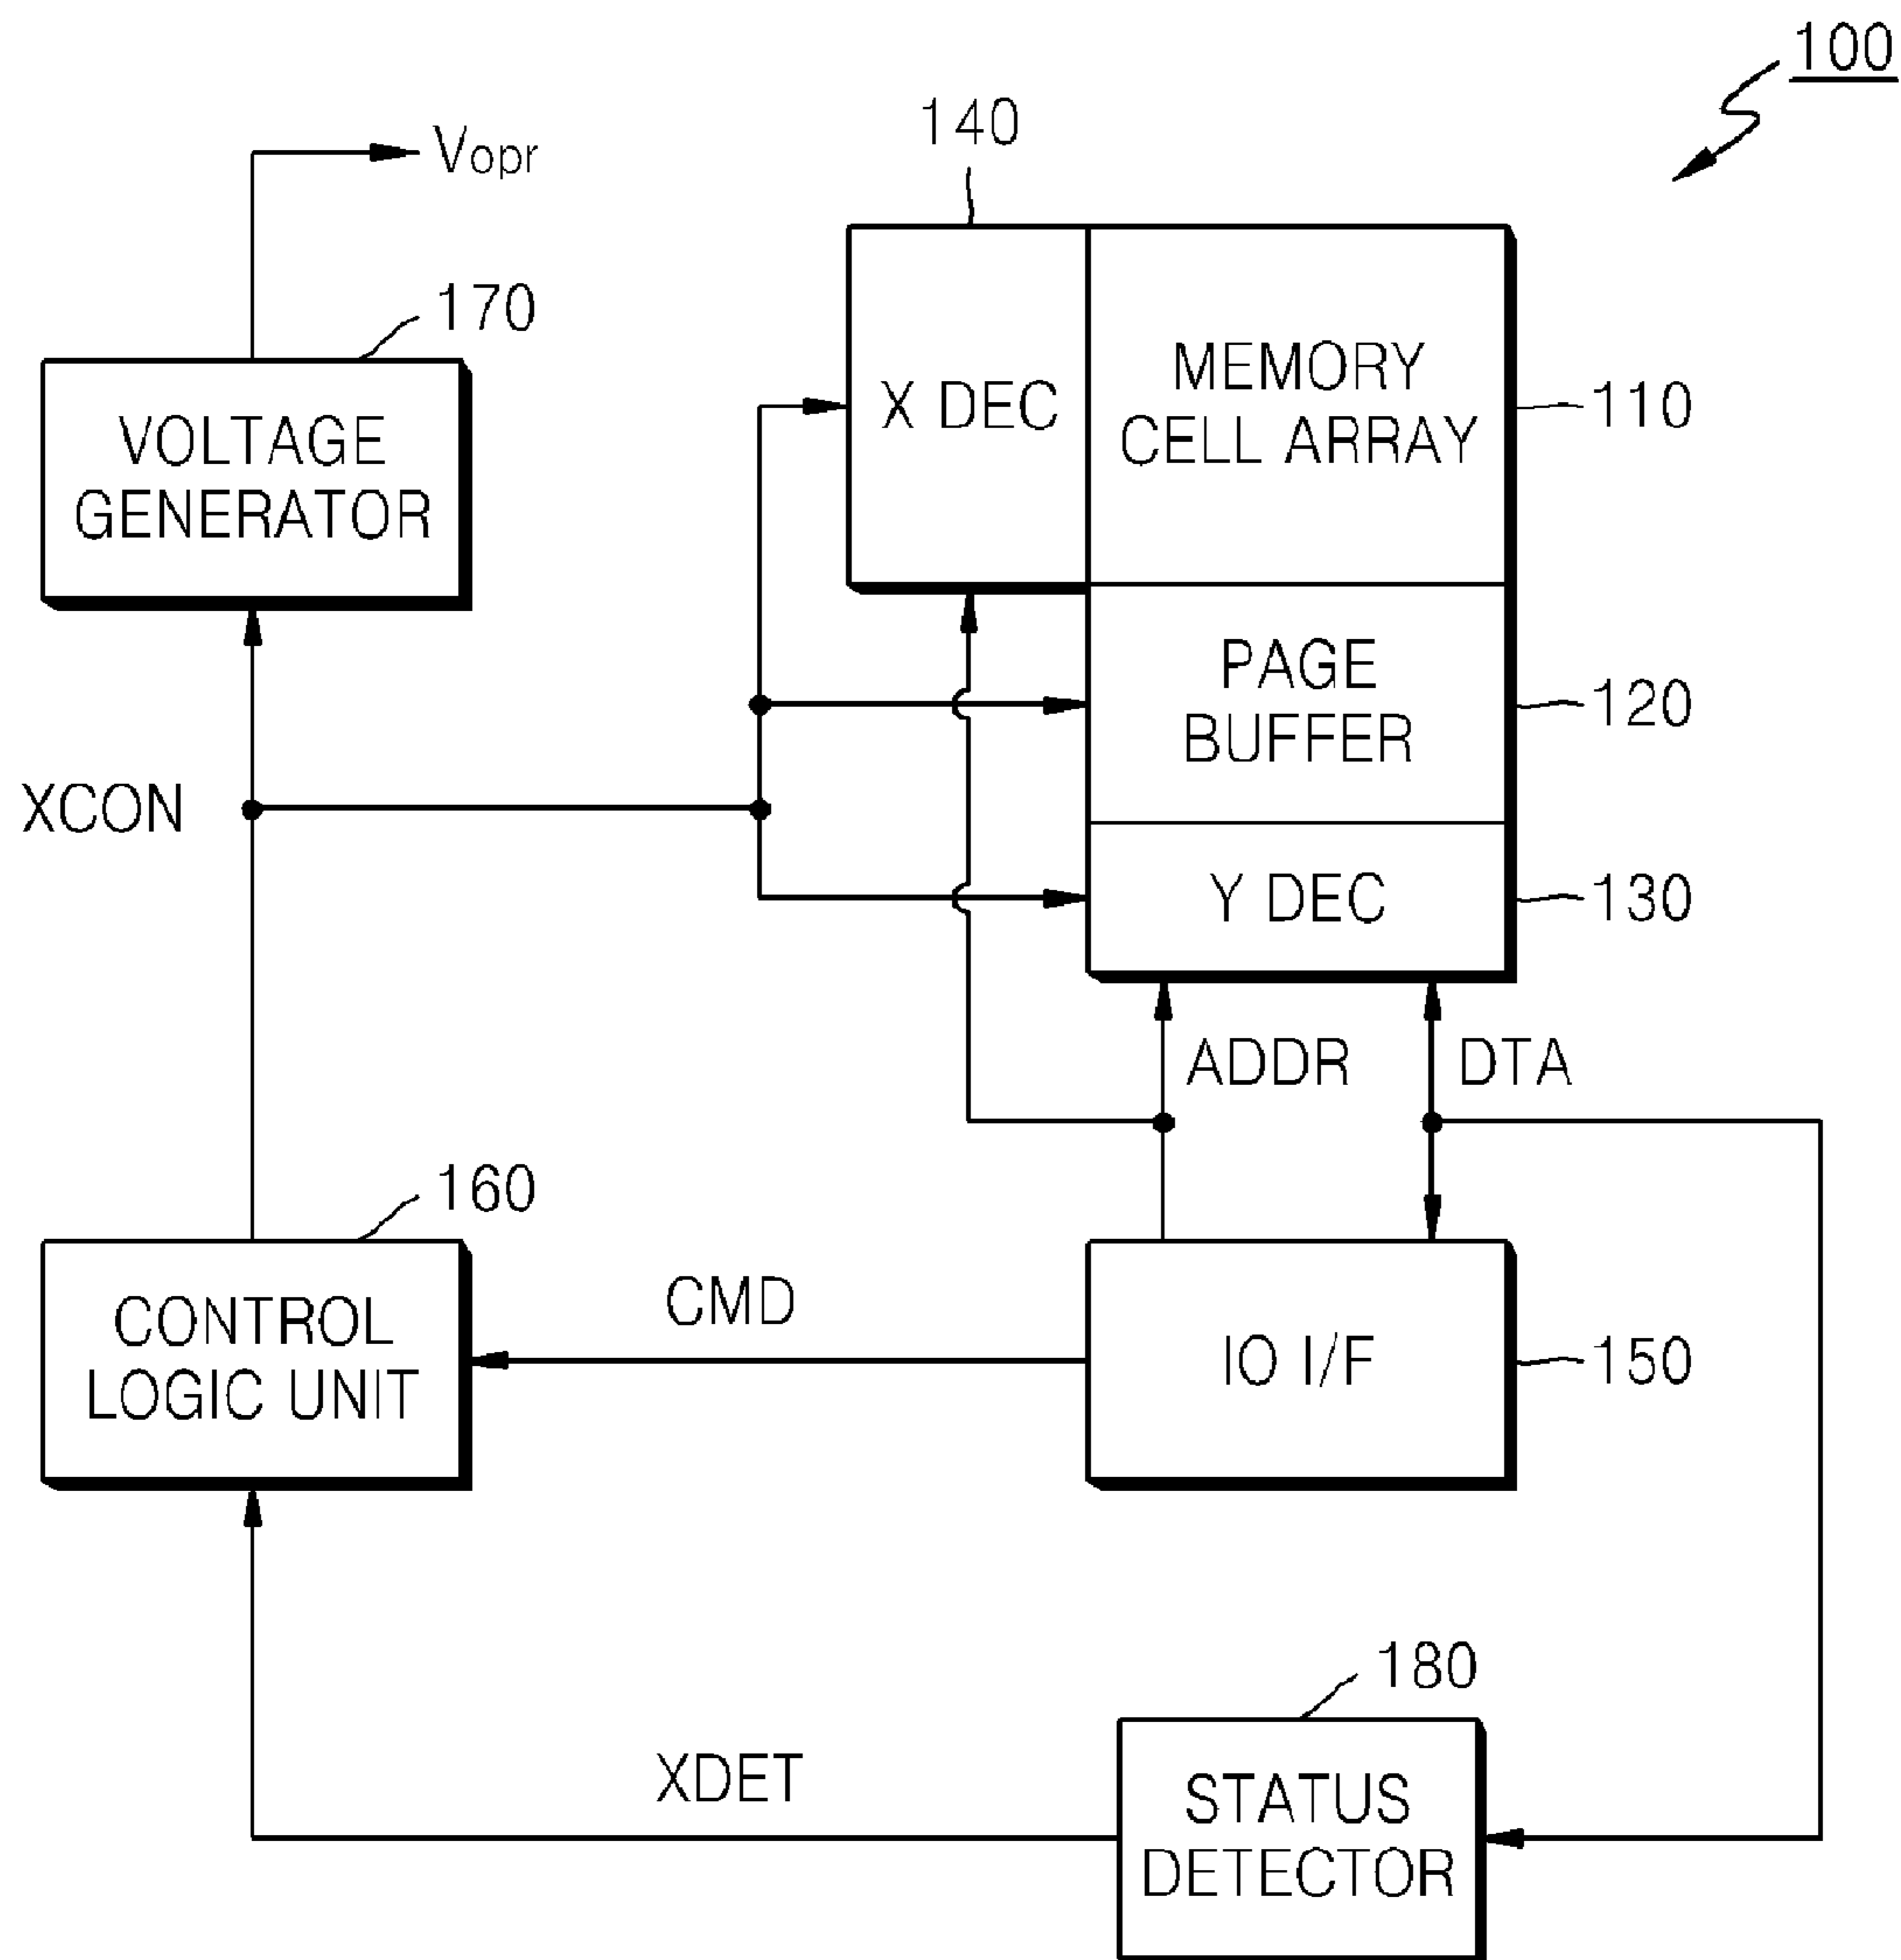 100
140
Vopr
170
VOLTAGE
GENERATOR
X DEC
MEMORY
CELL ARRAY
110
PAGE
BUFFER
120
XCON
Y DEC
130
ADDR
DTA
160
CONTROL
LOGIC UNIT
CMD
IO I/F
150
180
XDET
STATUS
DETECTOR